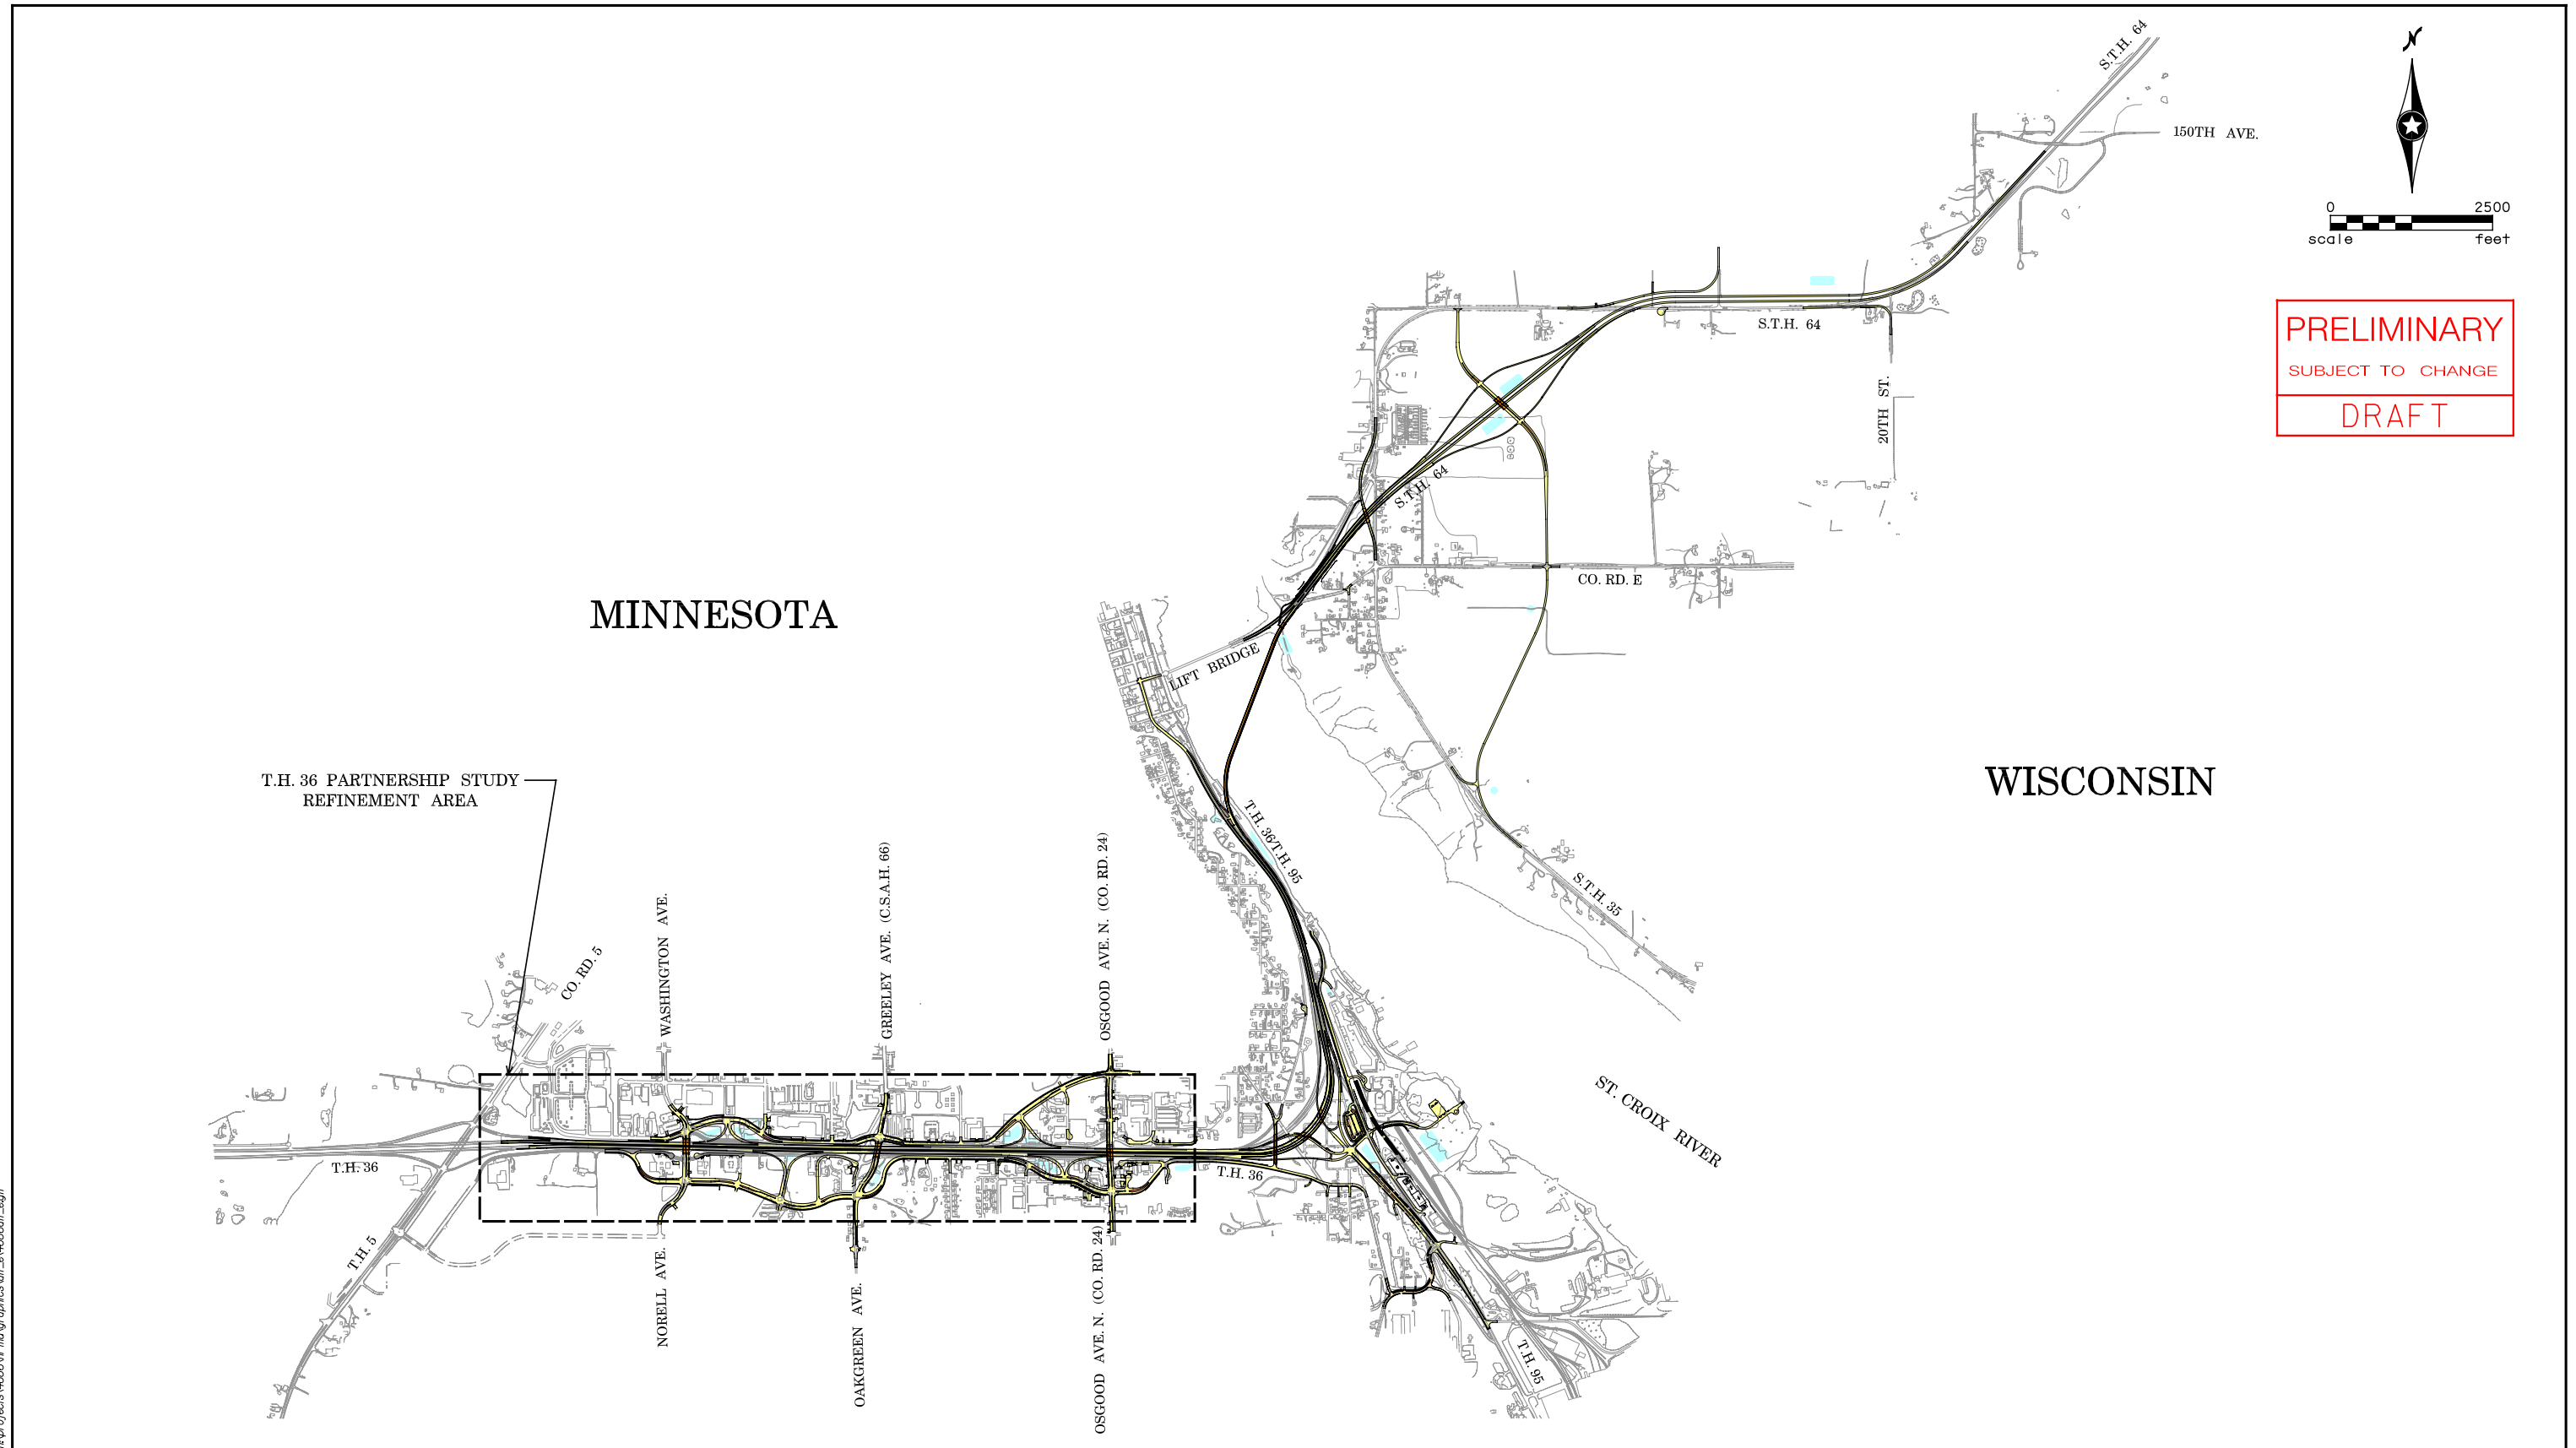 S.T.H. 64
N
150TH AVE.
0 2500
scale feet
PRELIMINARY
SUBJECT TO CHANGE
DRAFT
S.T.H. 64
20TH ST.
S.T.H. 64
CO. RD. E
MINNESOTA
LIFT BRIDGE
WISCONSIN
T.H. 36 PARTNERSHIP STUDY
REFINEMENT AREA
T.H. 36/T.H. 95
S.T.H. 35
CO. RD. 5
WASHINGTON AVE.
GREELEY AVE. (C.S.A.H. 66)
OSGOOD AVE. N. (CO. RD. 24)
ST. CROIX RIVER
T.H. 36
T.H. 36
T.H. 5
NORELL AVE.
OAKGREEN AVE.
OSGOOD AVE. N. (CO. RD. 24)
T.H. 95